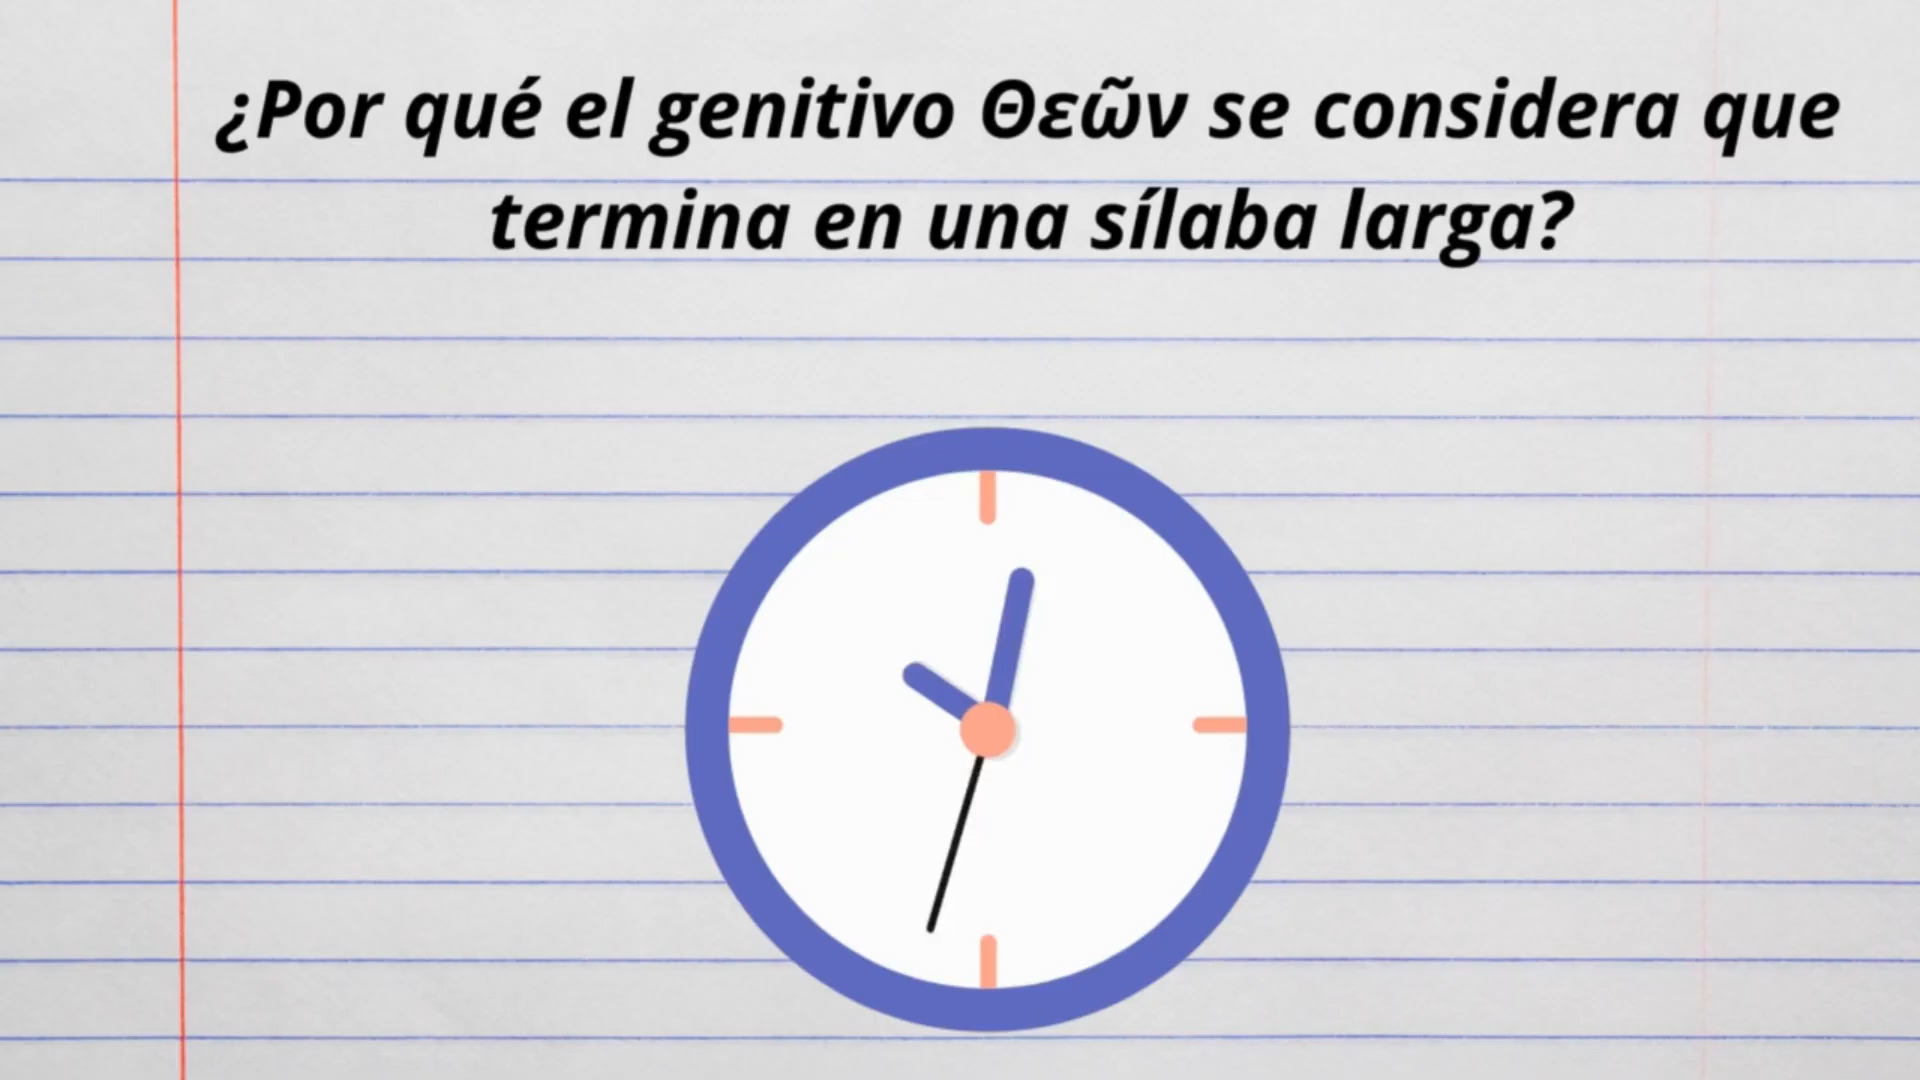 ¿Por qué el genitivo Θεῶν se considera que
termina en una sílaba larga?